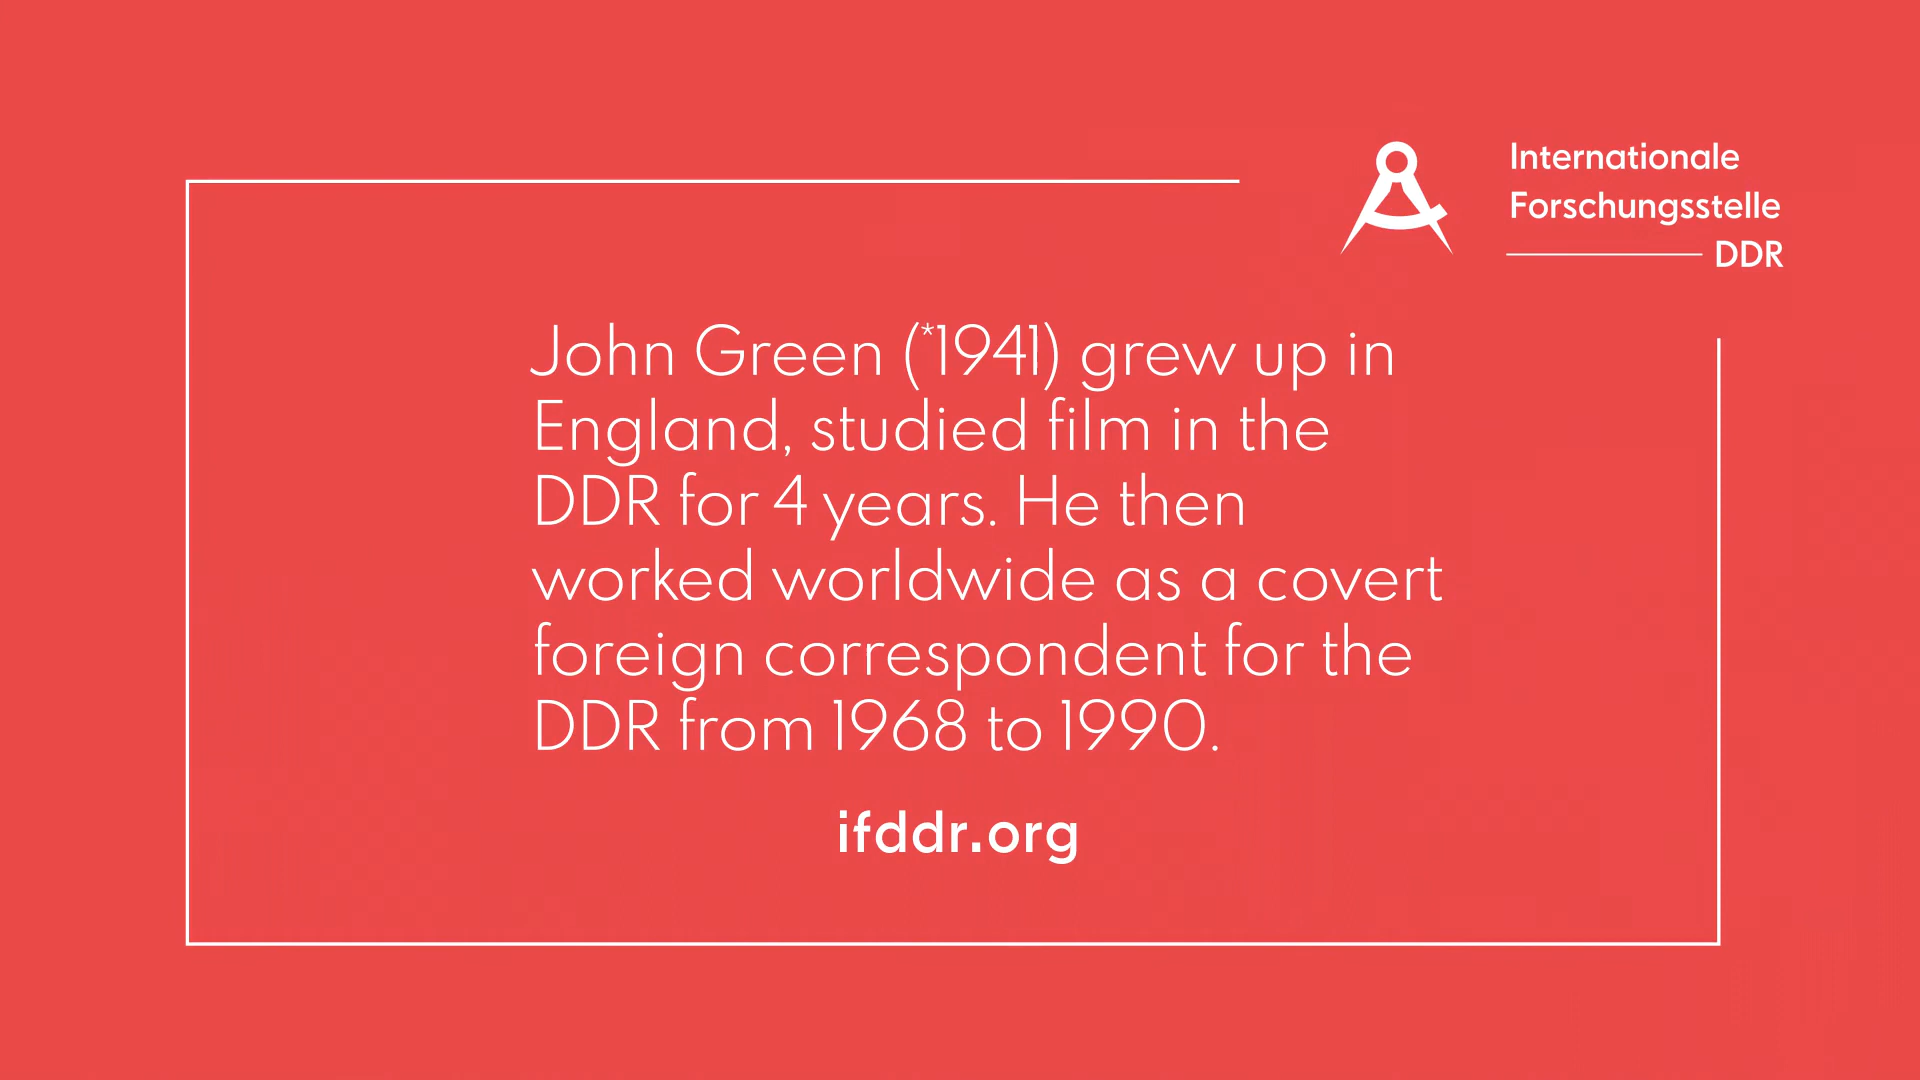 Internationale
Forschungsstelle
DDR
John Green (*1941) grew up in
England, studied film in the
DDR for 4 years. He then
worked worldwide as a covert
foreign correspondent for the
DDR from 1968 to 1990.
ifddr.org